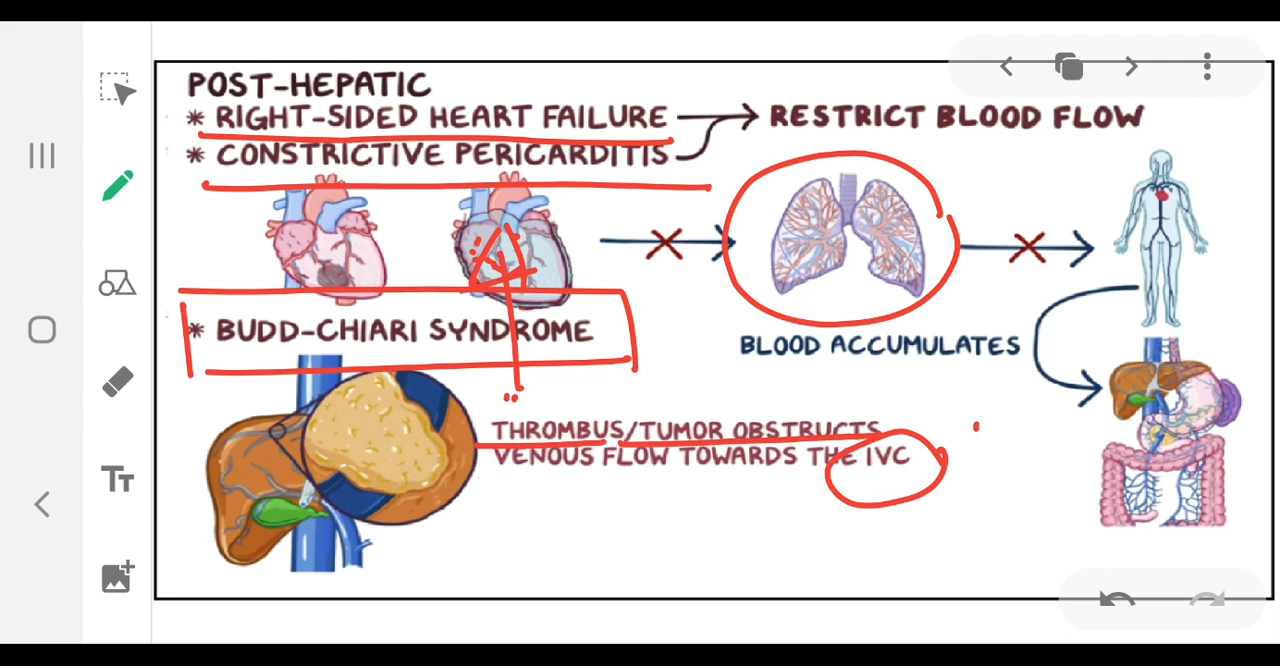 POST-HEPATIC
* RIGHT-SIDED HEART FAILURE
RESTRICT BLOOD FLOW
* CONSTRICTIVE PERICARDITIS
* BUDD-CHIARI SYNDROME
BLOOD ACCUMULATES
THROMBUS/TUMOR OBSTRUCTS
VENOUS FLOW TOWARDS THE IVC
Tт